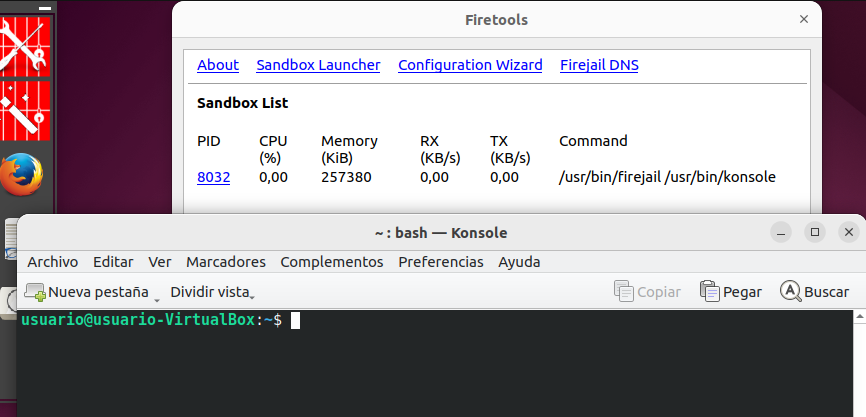 Firetools
About Sandbox Launcher Configuration Wizard Firejail DNS
Sandbox List
PID CPU (%) Memory (KiB) RX (KB/s) TX (KB/s) Command
8032 0,00 257380 0,00 0,00 /usr/bin/firejail /usr/bin/konsole
~ : bash — Konsole
Archivo Editar Ver Marcadores Complementos Preferencias Ayuda
Nueva pestaña Dividir vista Copiar Pegar Buscar
usuario@usuario-VirtualBox:~$